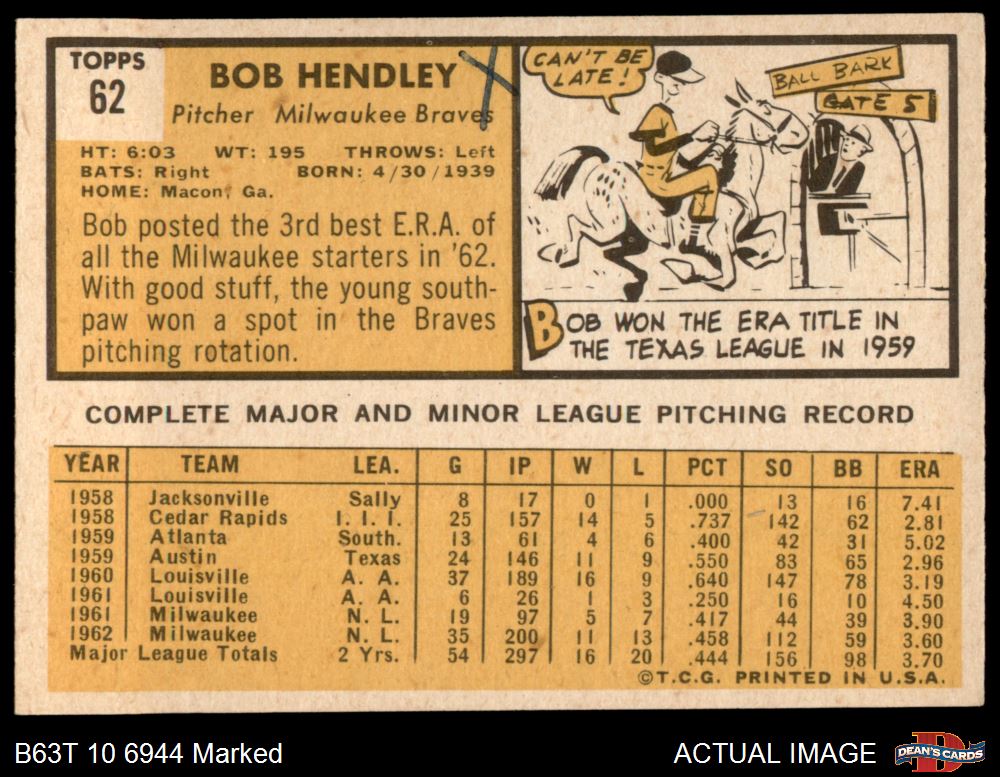 TOPPS
62
BOB HENDLEY
Pitcher Milwaukee Braves
HT: 6:03 WT: 195 THROWS: Left
BATS: Right BORN: 4/30/1939
HOME: Macon, Ga.
Bob posted the 3rd best E.R.A. of
all the Milwaukee starters in '62.
With good stuff, the young south-
paw won a spot in the Braves
pitching rotation.
CAN'T BE
LATE!
BALL BARK
GATE 5
BOB WON THE ERA TITLE IN
THE TEXAS LEAGUE IN 1959
COMPLETE MAJOR AND MINOR LEAGUE PITCHING RECORD
YEAR TEAM LEA. G IP W L PCT SO BB ERA
1958 Jacksonville Sally 8 17 0 1 .000 13 16 7.41
1958 Cedar Rapids I. I. I. 25 157 14 5 .737 142 62 2.81
1959 Atlanta South. 13 61 4 6 .400 42 31 5.02
1959 Austin Texas 24 146 11 9 .550 83 65 2.96
1960 Louisville A. A. 37 189 16 9 .640 147 78 3.19
1961 Louisville A. A. 6 26 1 3 .250 16 10 4.50
1961 Milwaukee N. L. 19 97 5 7 .417 44 39 3.90
1962 Milwaukee N. L. 35 200 11 13 .458 112 59 3.60
Major League Totals 2 Yrs. 54 297 16 20 .444 156 98 3.70
©T.C.G. PRINTED IN U.S.A.
B63T 10 6944 Marked
ACTUAL IMAGE
D
DEAN'S CARDS